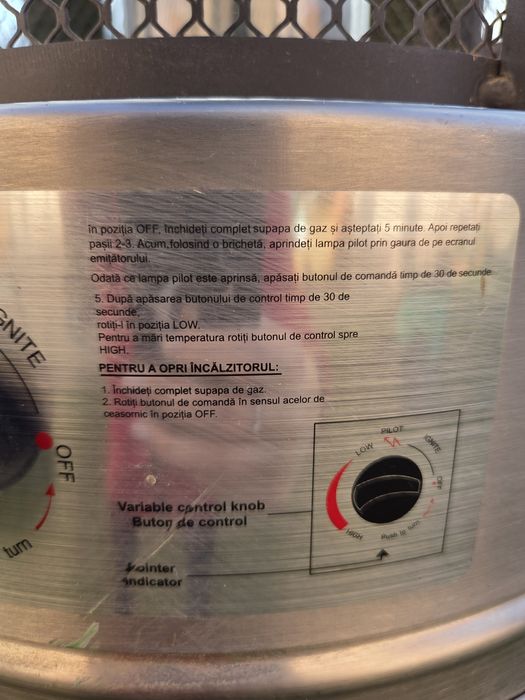 în poziția OFF, închideți complet supapa de gaz și așteptați 5 minute. Apoi repetați
pașii 2-3. Acum,folosind o brichetă, aprindeți lampa pilot prin gaura de pe ecranul
emițătorului.
Odată ce lampa pilot este aprinsă, apăsați butonul de comandă timp de 30 de secunde
5. După apăsarea butonului de control timp de 30 de
secunde,
rotiți-l în poziția LOW.
Pentru a mări temperatura rotiți butonul de control spre
HIGH.
PENTRU A OPRI ÎNCĂLZITORUL:
1. Închideți complet supapa de gaz.
2. Rotiți butonul de comandă în sensul acelor de
ceasornic în poziția OFF.
GNITE
OFF
turn
PILOT
LOW
IGNITE
OFF
HIGH
Push to turn
Variable control knob
Buton de control
Pointer
indicator